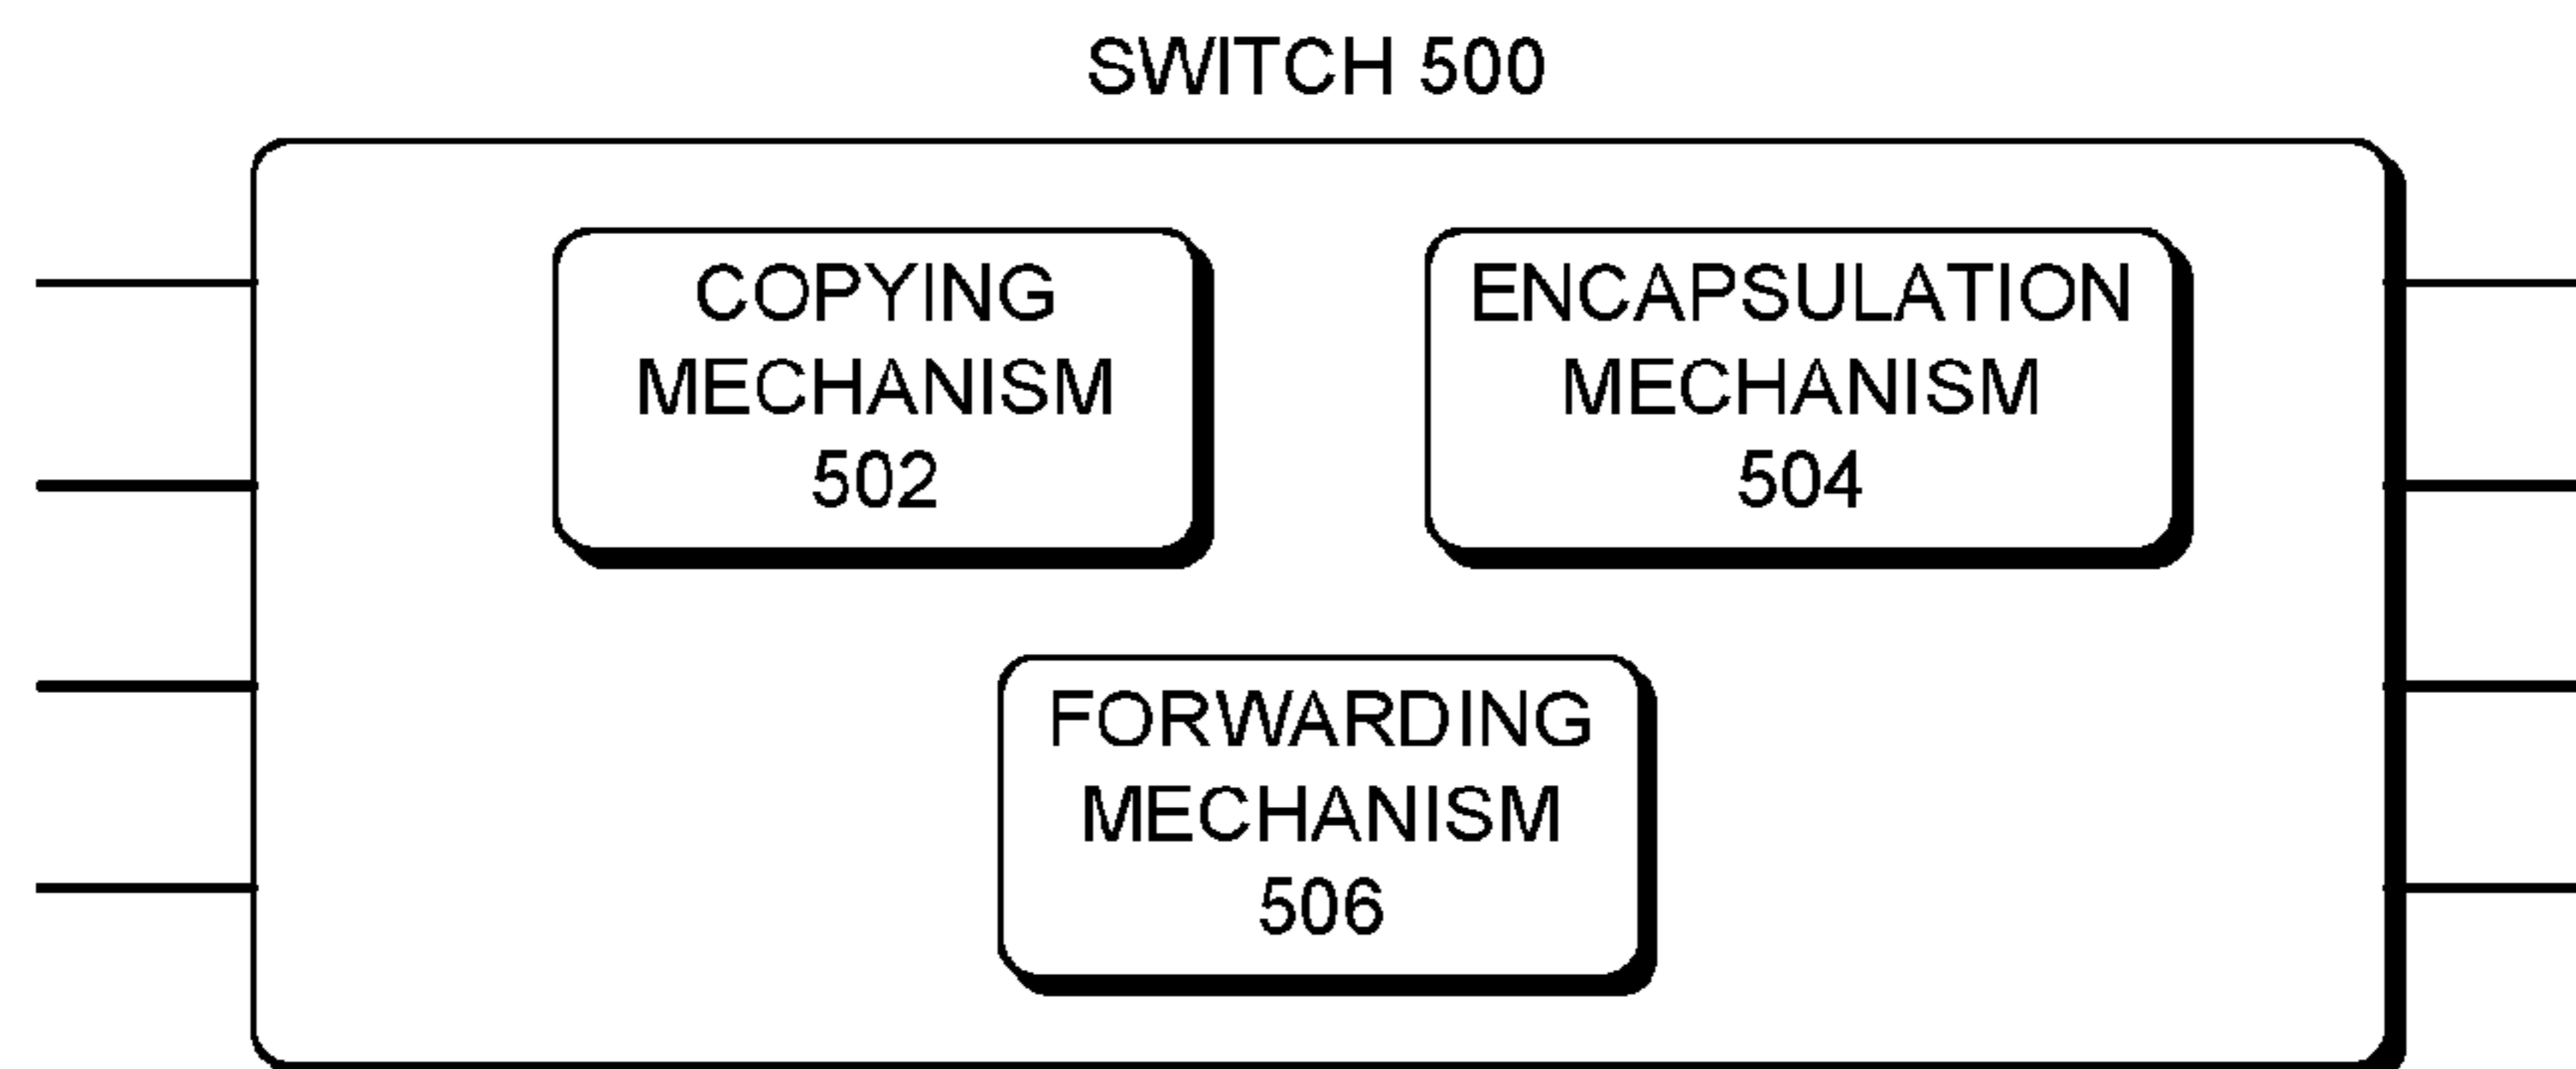 SWITCH 500
COPYING
MECHANISM
502
ENCAPSULATION
MECHANISM
504
FORWARDING
MECHANISM
506